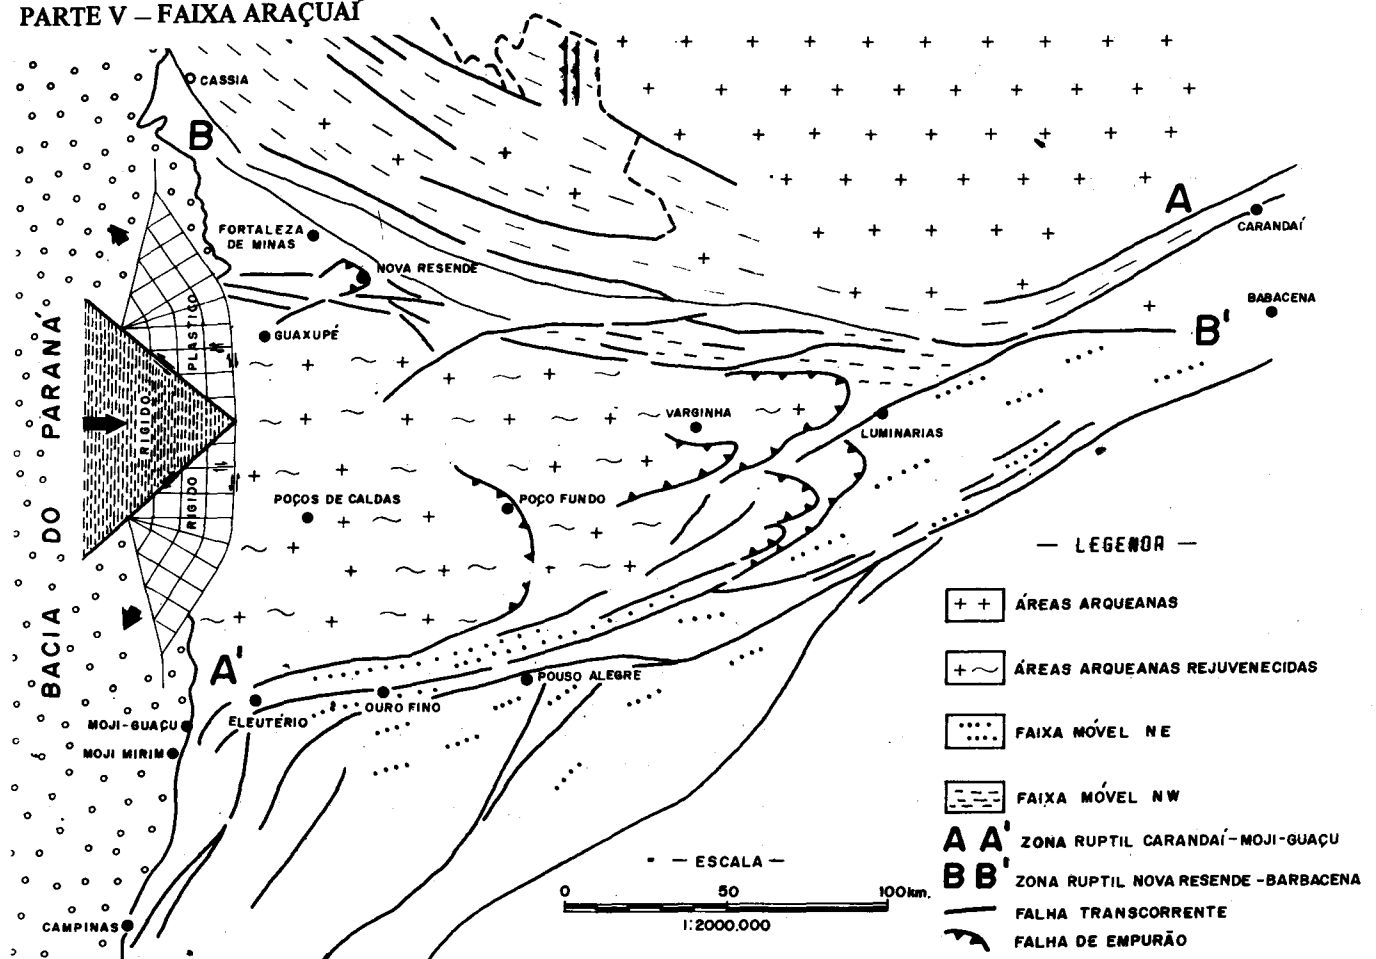 PARTE V – FAIXA ARAÇUAÍ
CASSIA
B
A
CARANDAÍ
FORTALEZA
DE MINAS
NOVA RESENDE
BABACENA
B'
GUAXUPÉ
PLASTICO
RIGIDO
RIGIDO
BACIA DO PARANÁ
VARGINHA
LUMINARIAS
POÇOS DE CALDAS
POÇO FUNDO
A'
POUSO ALEGRE
OURO FINO
ELEUTÉRIO
MOJI-GUAÇU
MOJI MIRIM
CAMPINAS
— ESCALA —
0 50 100km.
1:2000.000
— LEGENDA —
ÁREAS ARQUEANAS
ÁREAS ARQUEANAS REJUVENECIDAS
FAIXA MÓVEL NE
FAIXA MÓVEL NW
A A' ZONA RUPTIL CARANDAÍ-MOJI-GUAÇU
B B' ZONA RUPTIL NOVA RESENDE-BARBACENA
FALHA TRANSCORRENTE
FALHA DE EMPURÃO